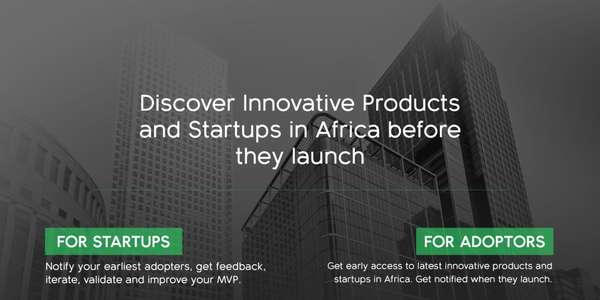 Discover Innovative Products
and Startups in Africa before
they launch
FOR STARTUPS
Notify your earliest adopters, get feedback,
iterate, validate and improve your MVP.
FOR ADOPTORS
Get early access to latest innovative products and
startups in Africa. Get notified when they launch.